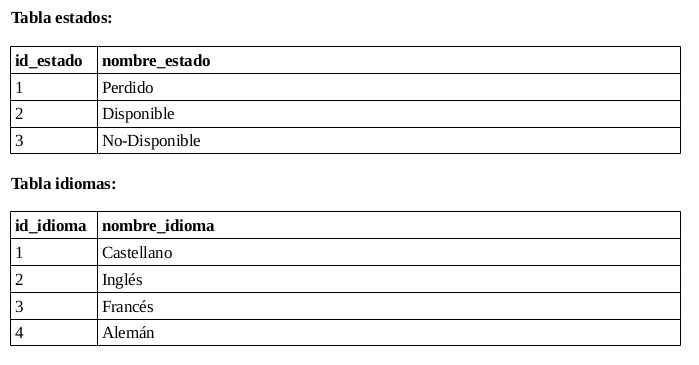 Tabla estados:
id_estado nombre_estado
1 Perdido
2 Disponible
3 No-Disponible
Tabla idiomas:
id_idioma nombre_idioma
1 Castellano
2 Inglés
3 Francés
4 Alemán